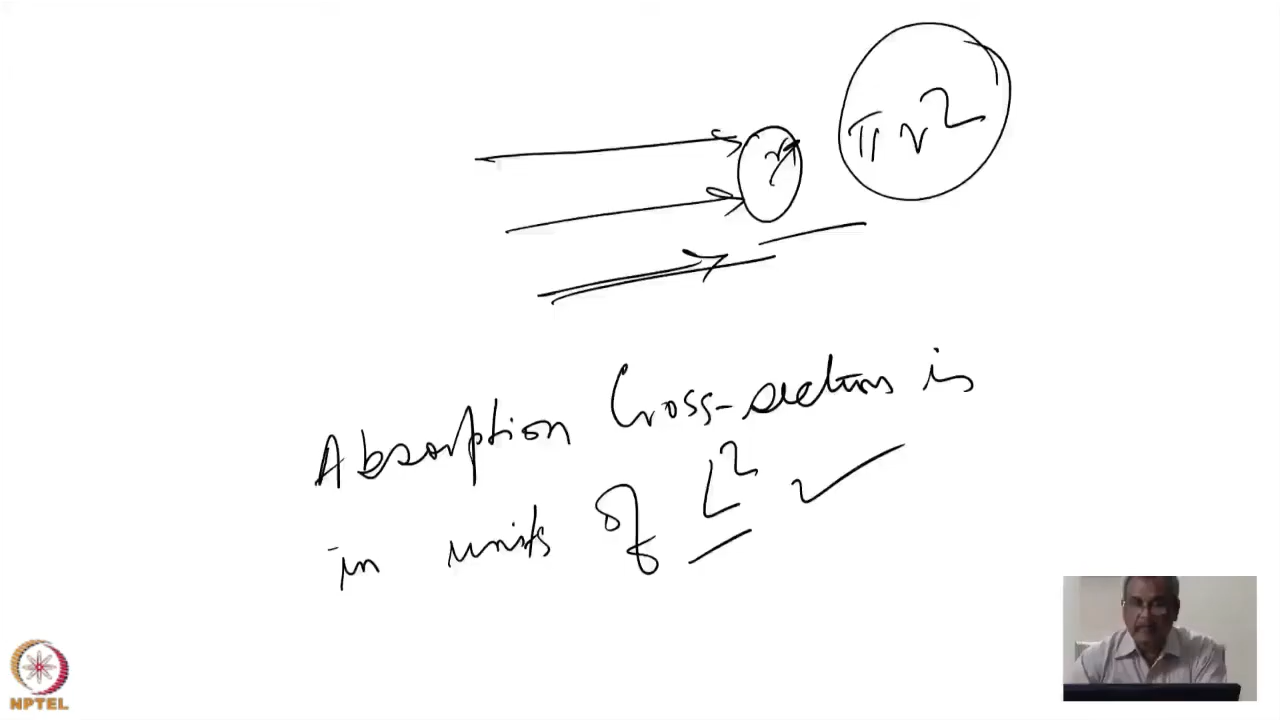 r
πr²
Absorption Cross-section is
in units of L²
NPTEL